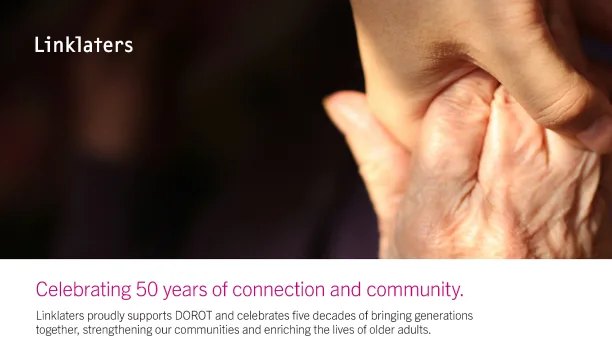 Linklaters
Celebrating 50 years of connection and community.
Linklaters proudly supports DOROT and celebrates five decades of bringing generations
together, strengthening our communities and enriching the lives of older adults.